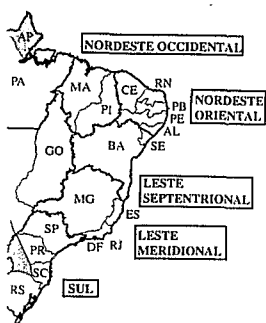 AP
NORDESTE OCCIDENTAL
PA
MA
CE
RN
PI
PB
PE
AL
NORDESTE
ORIENTAL
GO
BA
SE
MG
LESTE
SEPTENTRIONAL
ES
SP
DF
RJ
LESTE
MERIDIONAL
PR
SC
RS
SUL